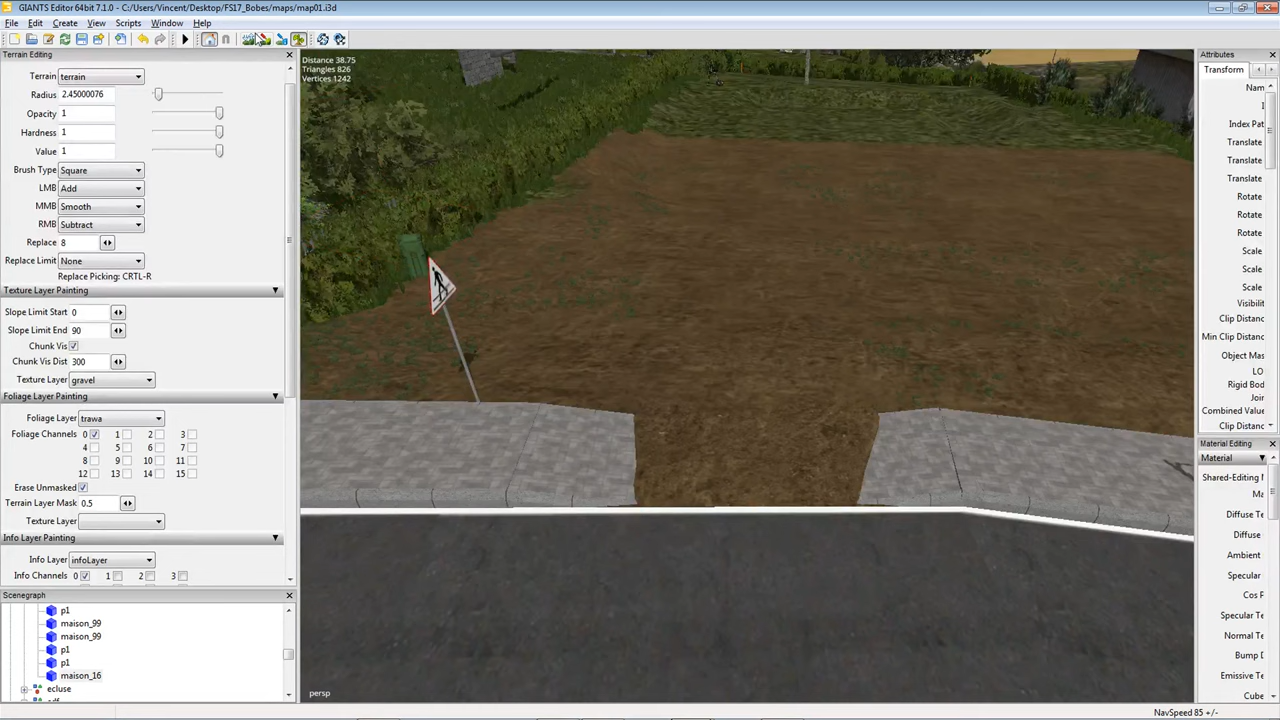 GIANTS Editor 64bit 7.1.0 - C:/Users/Vincent/Desktop/FS17_Bobes/maps/map01.i3d
File Edit Create View Scripts Window Help
Terrain Editing
Terrain terrain
Radius 2.45000076
Opacity 1
Hardness 1
Value 1
Brush Type Square
LMB Add
MMB Smooth
RMB Subtract
Replace 8
Replace Limit None
Replace Picking: CRTL-R
Texture Layer Painting
Slope Limit Start 0
Slope Limit End 90
Chunk Vis
Chunk Vis Dist 300
Texture Layer gravel
Foliage Layer Painting
Foliage Layer trawa
Foliage Channels 0 1 2 3
4 5 6 7
8 9 10 11
12 13 14 15
Erase Unmasked
Terrain Layer Mask 0.5
Texture Layer
Info Layer Painting
Info Layer infoLayer
Info Channels 0 1 2 3
Scenegraph
p1
maison_99
maison_99
p1
p1
maison_16
ecluse
Distance 38.75
Triangles 826
Vertices 1242
persp
Attributes
Transform
Nam
I
Index Pat
Translate
Translate
Translate
Rotate
Rotate
Rotate
Scale
Scale
Scale
Visibilit
Clip Distanc
Min Clip Distanc
Object Mas
LO
Rigid Bod
Join
Combined Value
Clip Distanc
Material Editing
Material
Shared-Editing M
Ma
Diffuse Te
Diffuse
Ambient
Specular
Cos P
Specular Te
Normal Te
Bump D
Emissive Te
Cube
NavSpeed 85 +/-